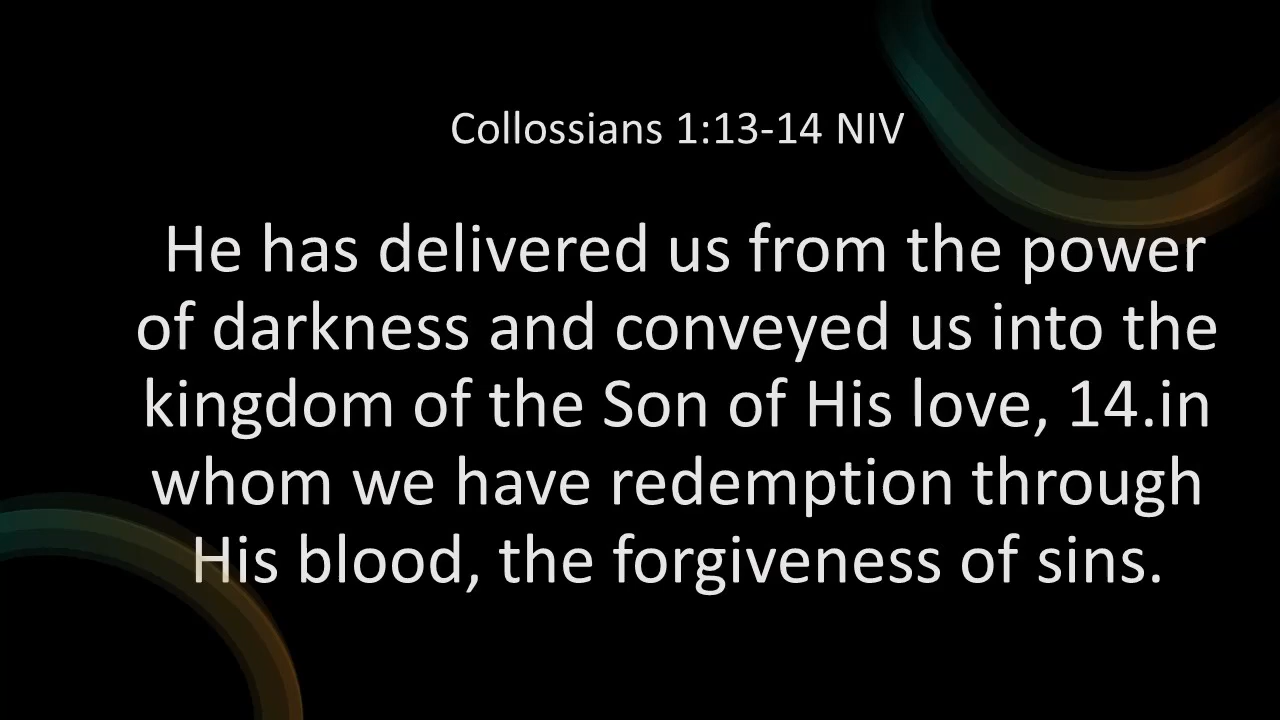 Collossians 1:13-14 NIV
He has delivered us from the power
of darkness and conveyed us into the
kingdom of the Son of His love, 14.in
whom we have redemption through
His blood, the forgiveness of sins.